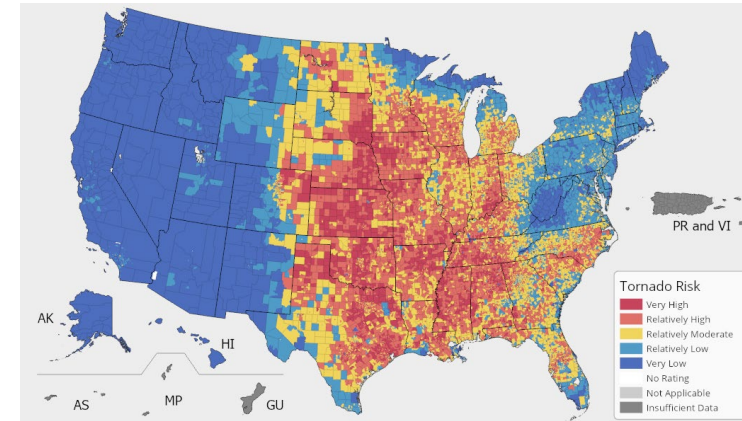 PR and VI
AK
HI
AS
MP
GU
Tornado Risk
Very High
Relatively High
Relatively Moderate
Relatively Low
Very Low
No Rating
Not Applicable
Insufficient Data